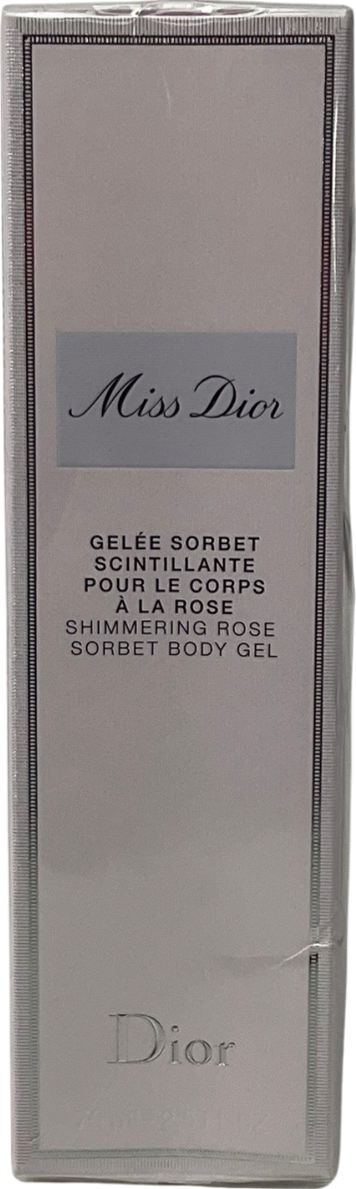 Miss Dior
GELÉE SORBET
SCINTILLANTE
POUR LE CORPS
À LA ROSE
SHIMMERING ROSE
SORBET BODY GEL
Dior